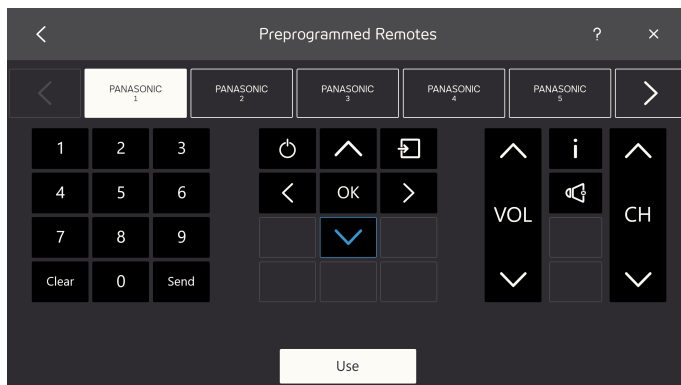 Preprogrammed Remotes ? ×
PANASONIC PANASONIC PANASONIC PANASONIC PANASONIC
1 2 3 4 5
1 2 3
4 5 6 OK
VOL CH
7 8 9
Clear 0 Send
i
Use